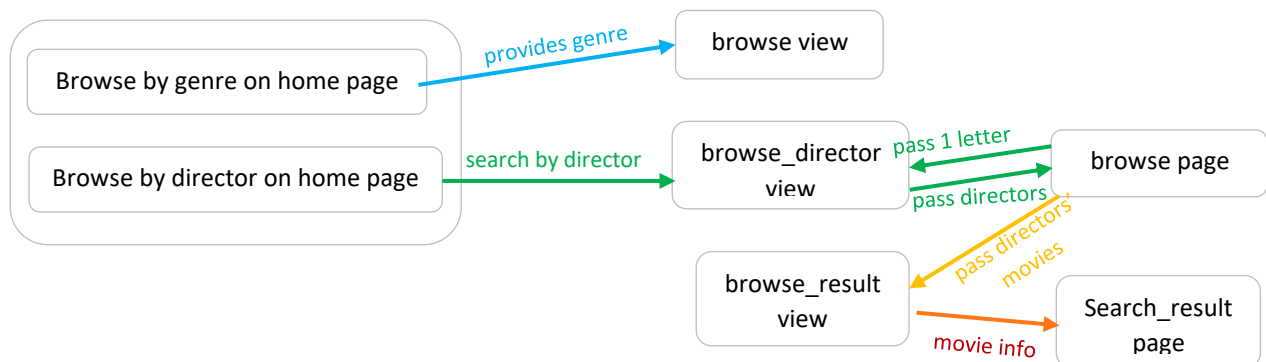 Browse by genre on home page
provides genre
browse view
Browse by director on home page
search by director
browse_director
view
pass 1 letter
pass directors
browse page
pass directors'
movies
browse_result
view
movie info
Search_result
page